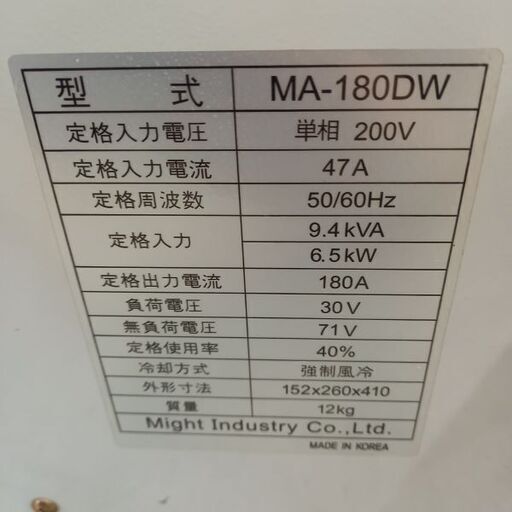 型 式 MA-180DW
定格入力電圧 単相 200V
定格入力電流 47A
定格周波数 50/60Hz
定格入力 9.4kVA
6.5kW
定格出力電流 180A
負荷電圧 30V
無負荷電圧 71V
定格使用率 40%
冷却方式 強制風冷
外形寸法 152x260x410
質量 12kg
Might Industry Co.,Ltd.
MADE IN KOREA